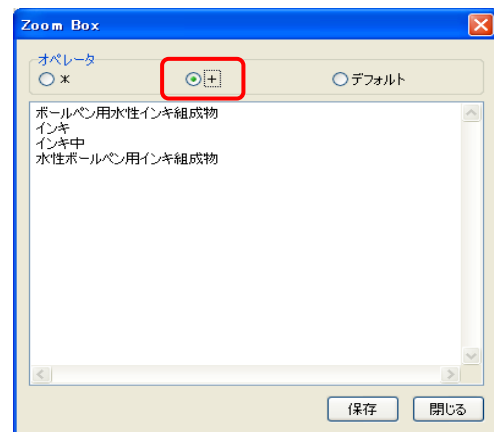 Zoom Box
オペレータ
* + デフォルト
ボールペン用水性インキ組成物
インキ
インキ中
水性ボールペン用インキ組成物
保存 閉じる